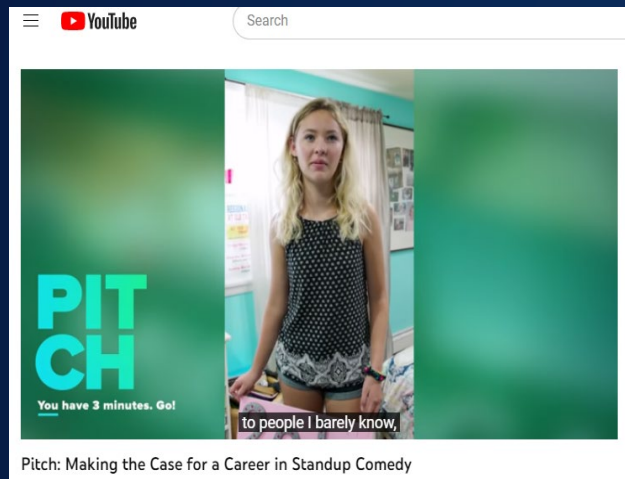 YouTube
Search
PIT
CH
You have 3 minutes. Go!
to people I barely know,
Pitch: Making the Case for a Career in Standup Comedy